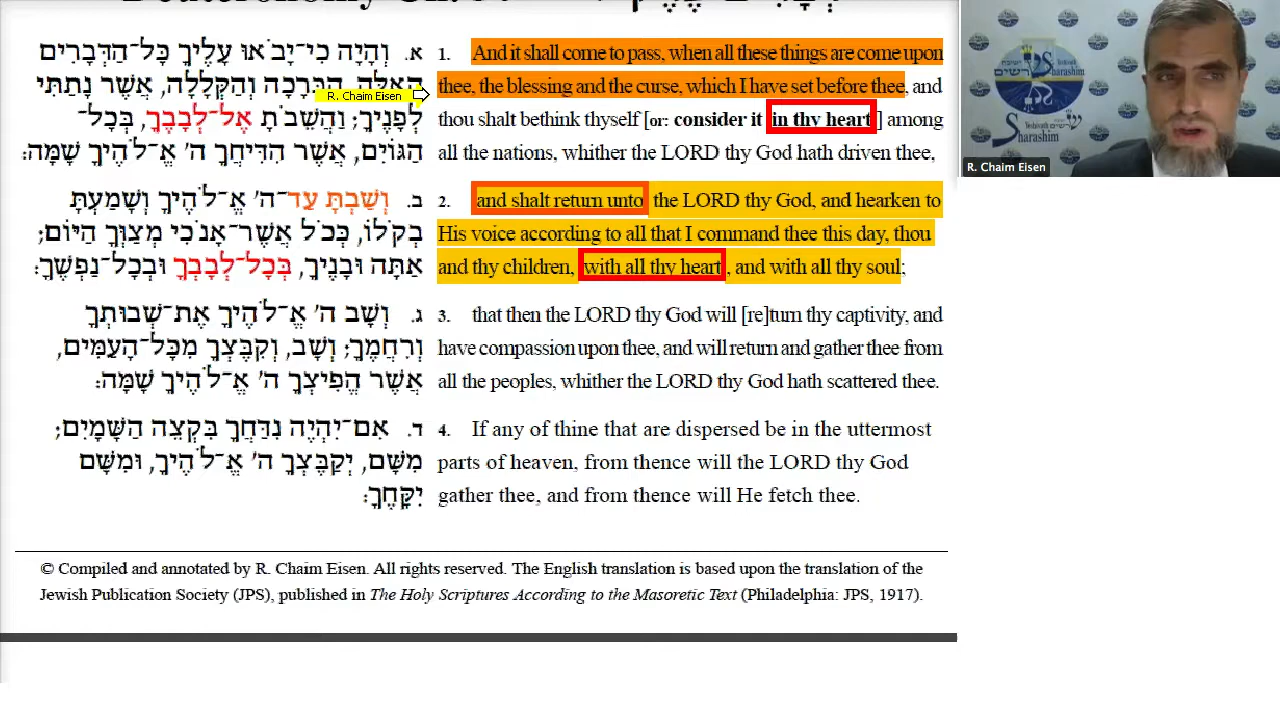 א. וְהָיָה כִי־יָבֹאוּ עָלֶיךָ כָּל־הַדְּבָרִים
הָאֵלֶּה, הַבְּרָכָה וְהַקְּלָלָה, אֲשֶׁר נָתַתִּי
לְפָנֶיךָ; וַהֲשֵׁבֹתָ אֶל־לְבָבֶךָ, בְּכָל־
הַגּוֹיִם, אֲשֶׁר הִדִּיחֲךָ ה' אֱ־לֹהֶיךָ שָׁמָּה:
1. And it shall come to pass, when all these things are come upon
thee, the blessing and the curse, which I have set before thee, and
thou shalt bethink thyself [or: consider it in thy heart] among
all the nations, whither the LORD thy God hath driven thee,
ב. וְשַׁבְתָּ עַד־ה' אֱ־לֹהֶיךָ וְשָׁמַעְתָּ
בְקֹלוֹ, כְּכֹל אֲשֶׁר־אָנֹכִי מְצַוְּךָ הַיּוֹם;
אַתָּה וּבָנֶיךָ, בְּכָל־לְבָבְךָ וּבְכָל־נַפְשֶׁךָ:
2. and shalt return unto the LORD thy God, and hearken to
His voice according to all that I command thee this day, thou
and thy children, with all thy heart, and with all thy soul;
ג. וְשָׁב ה' אֱ־לֹהֶיךָ אֶת־שְׁבוּתְךָ
וְרִחֲמֶךָ; וְשָׁב, וְקִבֶּצְךָ מִכָּל־הָעַמִּים,
אֲשֶׁר הֱפִיצְךָ ה' אֱ־לֹהֶיךָ שָׁמָּה:
3. that then the LORD thy God will [re]turn thy captivity, and
have compassion upon thee, and will return and gather thee from
all the peoples, whither the LORD thy God hath scattered thee.
ד. אִם־יִהְיֶה נִדַּחֲךָ בִּקְצֵה הַשָּׁמָיִם;
מִשָּׁם, יְקַבֶּצְךָ ה' אֱ־לֹהֶיךָ, וּמִשָּׁם
יִקָּחֶךָ:
4. If any of thine that are dispersed be in the uttermost
parts of heaven, from thence will the LORD thy God
gather thee, and from thence will He fetch thee.
© Compiled and annotated by R. Chaim Eisen. All rights reserved. The English translation is based upon the translation of the
Jewish Publication Society (JPS), published in The Holy Scriptures According to the Masoretic Text (Philadelphia: JPS, 1917).
R. Chaim Eisen
Yeshivath
Sharashim
R. Chaim Eisen